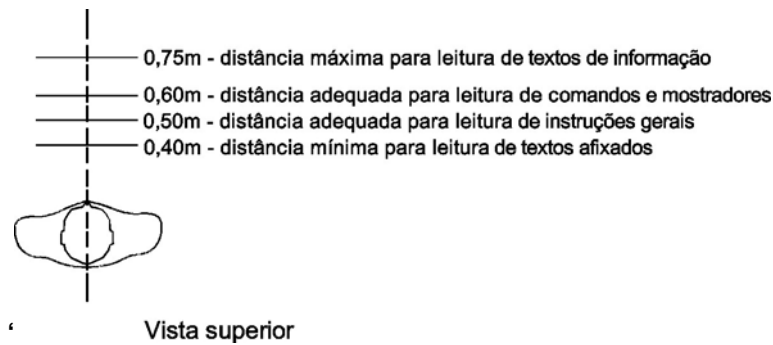 0,75m - distância máxima para leitura de textos de informação
0,60m - distância adequada para leitura de comandos e mostradores
0,50m - distância adequada para leitura de instruções gerais
0,40m - distância mínima para leitura de textos afixados
‘ Vista superior